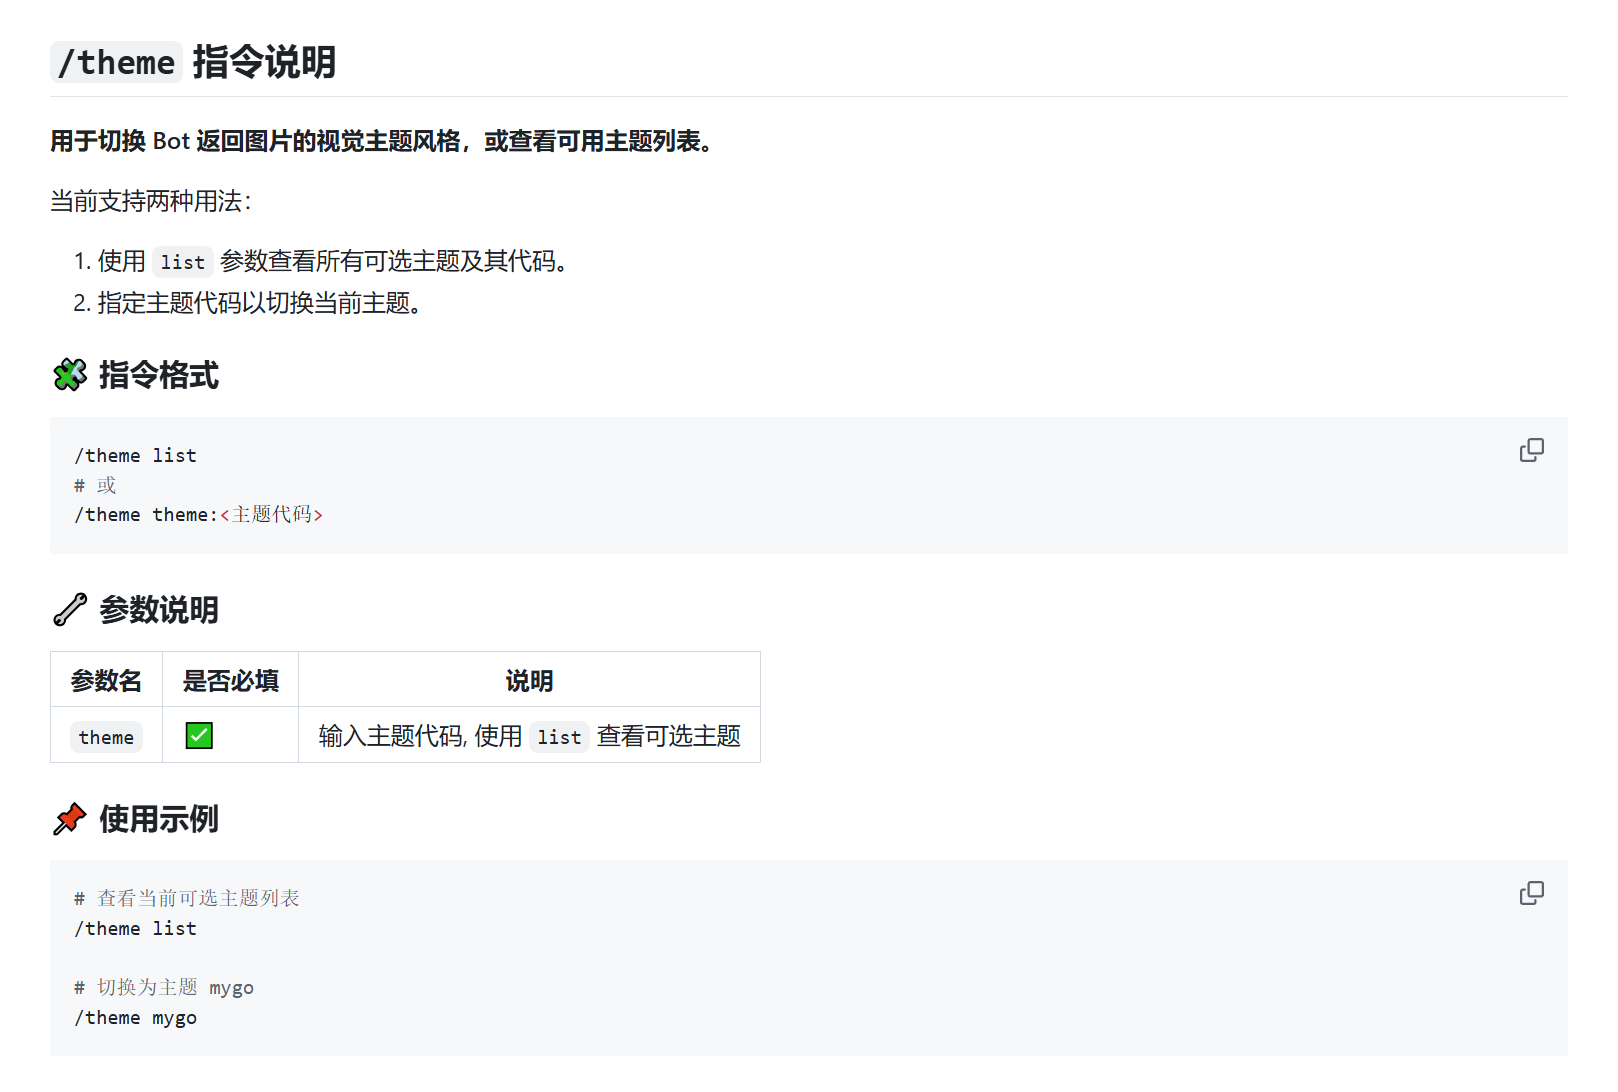 /theme 指令说明
用于切换 Bot 返回图片的视觉主题风格，或查看可用主题列表。
当前支持两种用法：
1. 使用 list 参数查看所有可选主题及其代码。
2. 指定主题代码以切换当前主题。
指令格式
/theme list
# 或
/theme theme:<主题代码>
参数说明
参数名 是否必填 说明
theme 输入主题代码, 使用 list 查看可选主题
使用示例
# 查看当前可选主题列表
/theme list
# 切换为主题 mygo
/theme mygo